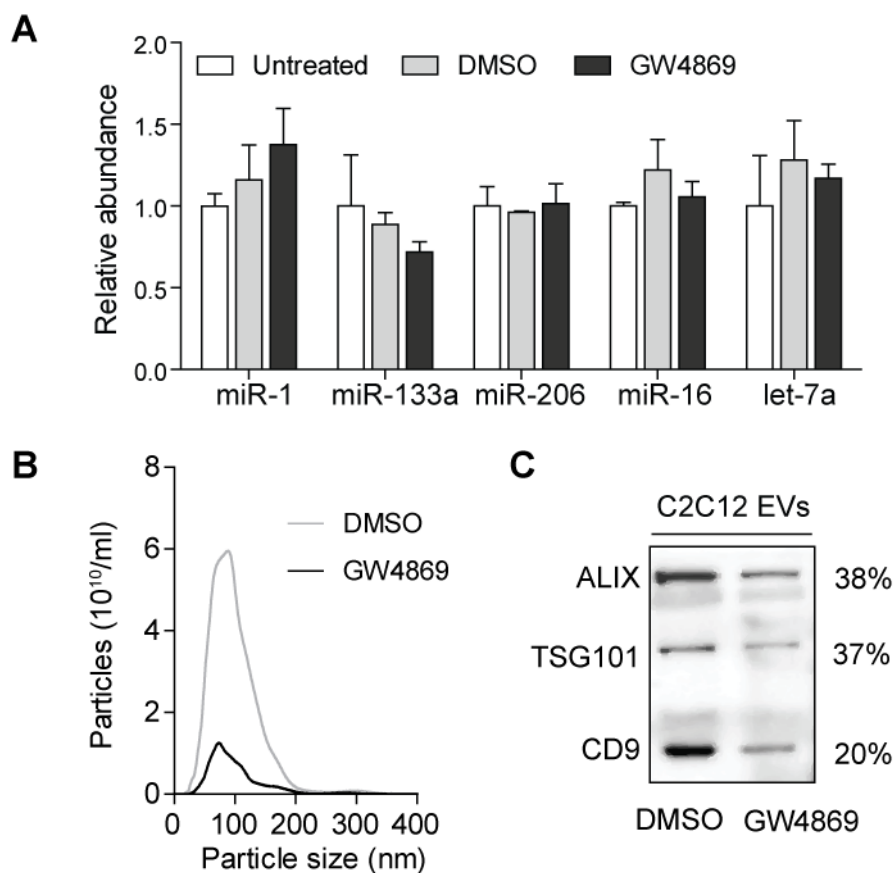 A
2.0
Untreated DMSO GW4869
1.5
1.0
0.5
0.0
Relative abundance
miR-1 miR-133a miR-206 miR-16 let-7a
B
8
6
4
2
0
Particles (10¹⁰/ml)
DMSO
GW4869
0 100 200 300 400
Particle size (nm)
C
C2C12 EVs
ALIX 38%
TSG101 37%
CD9 20%
DMSO GW4869